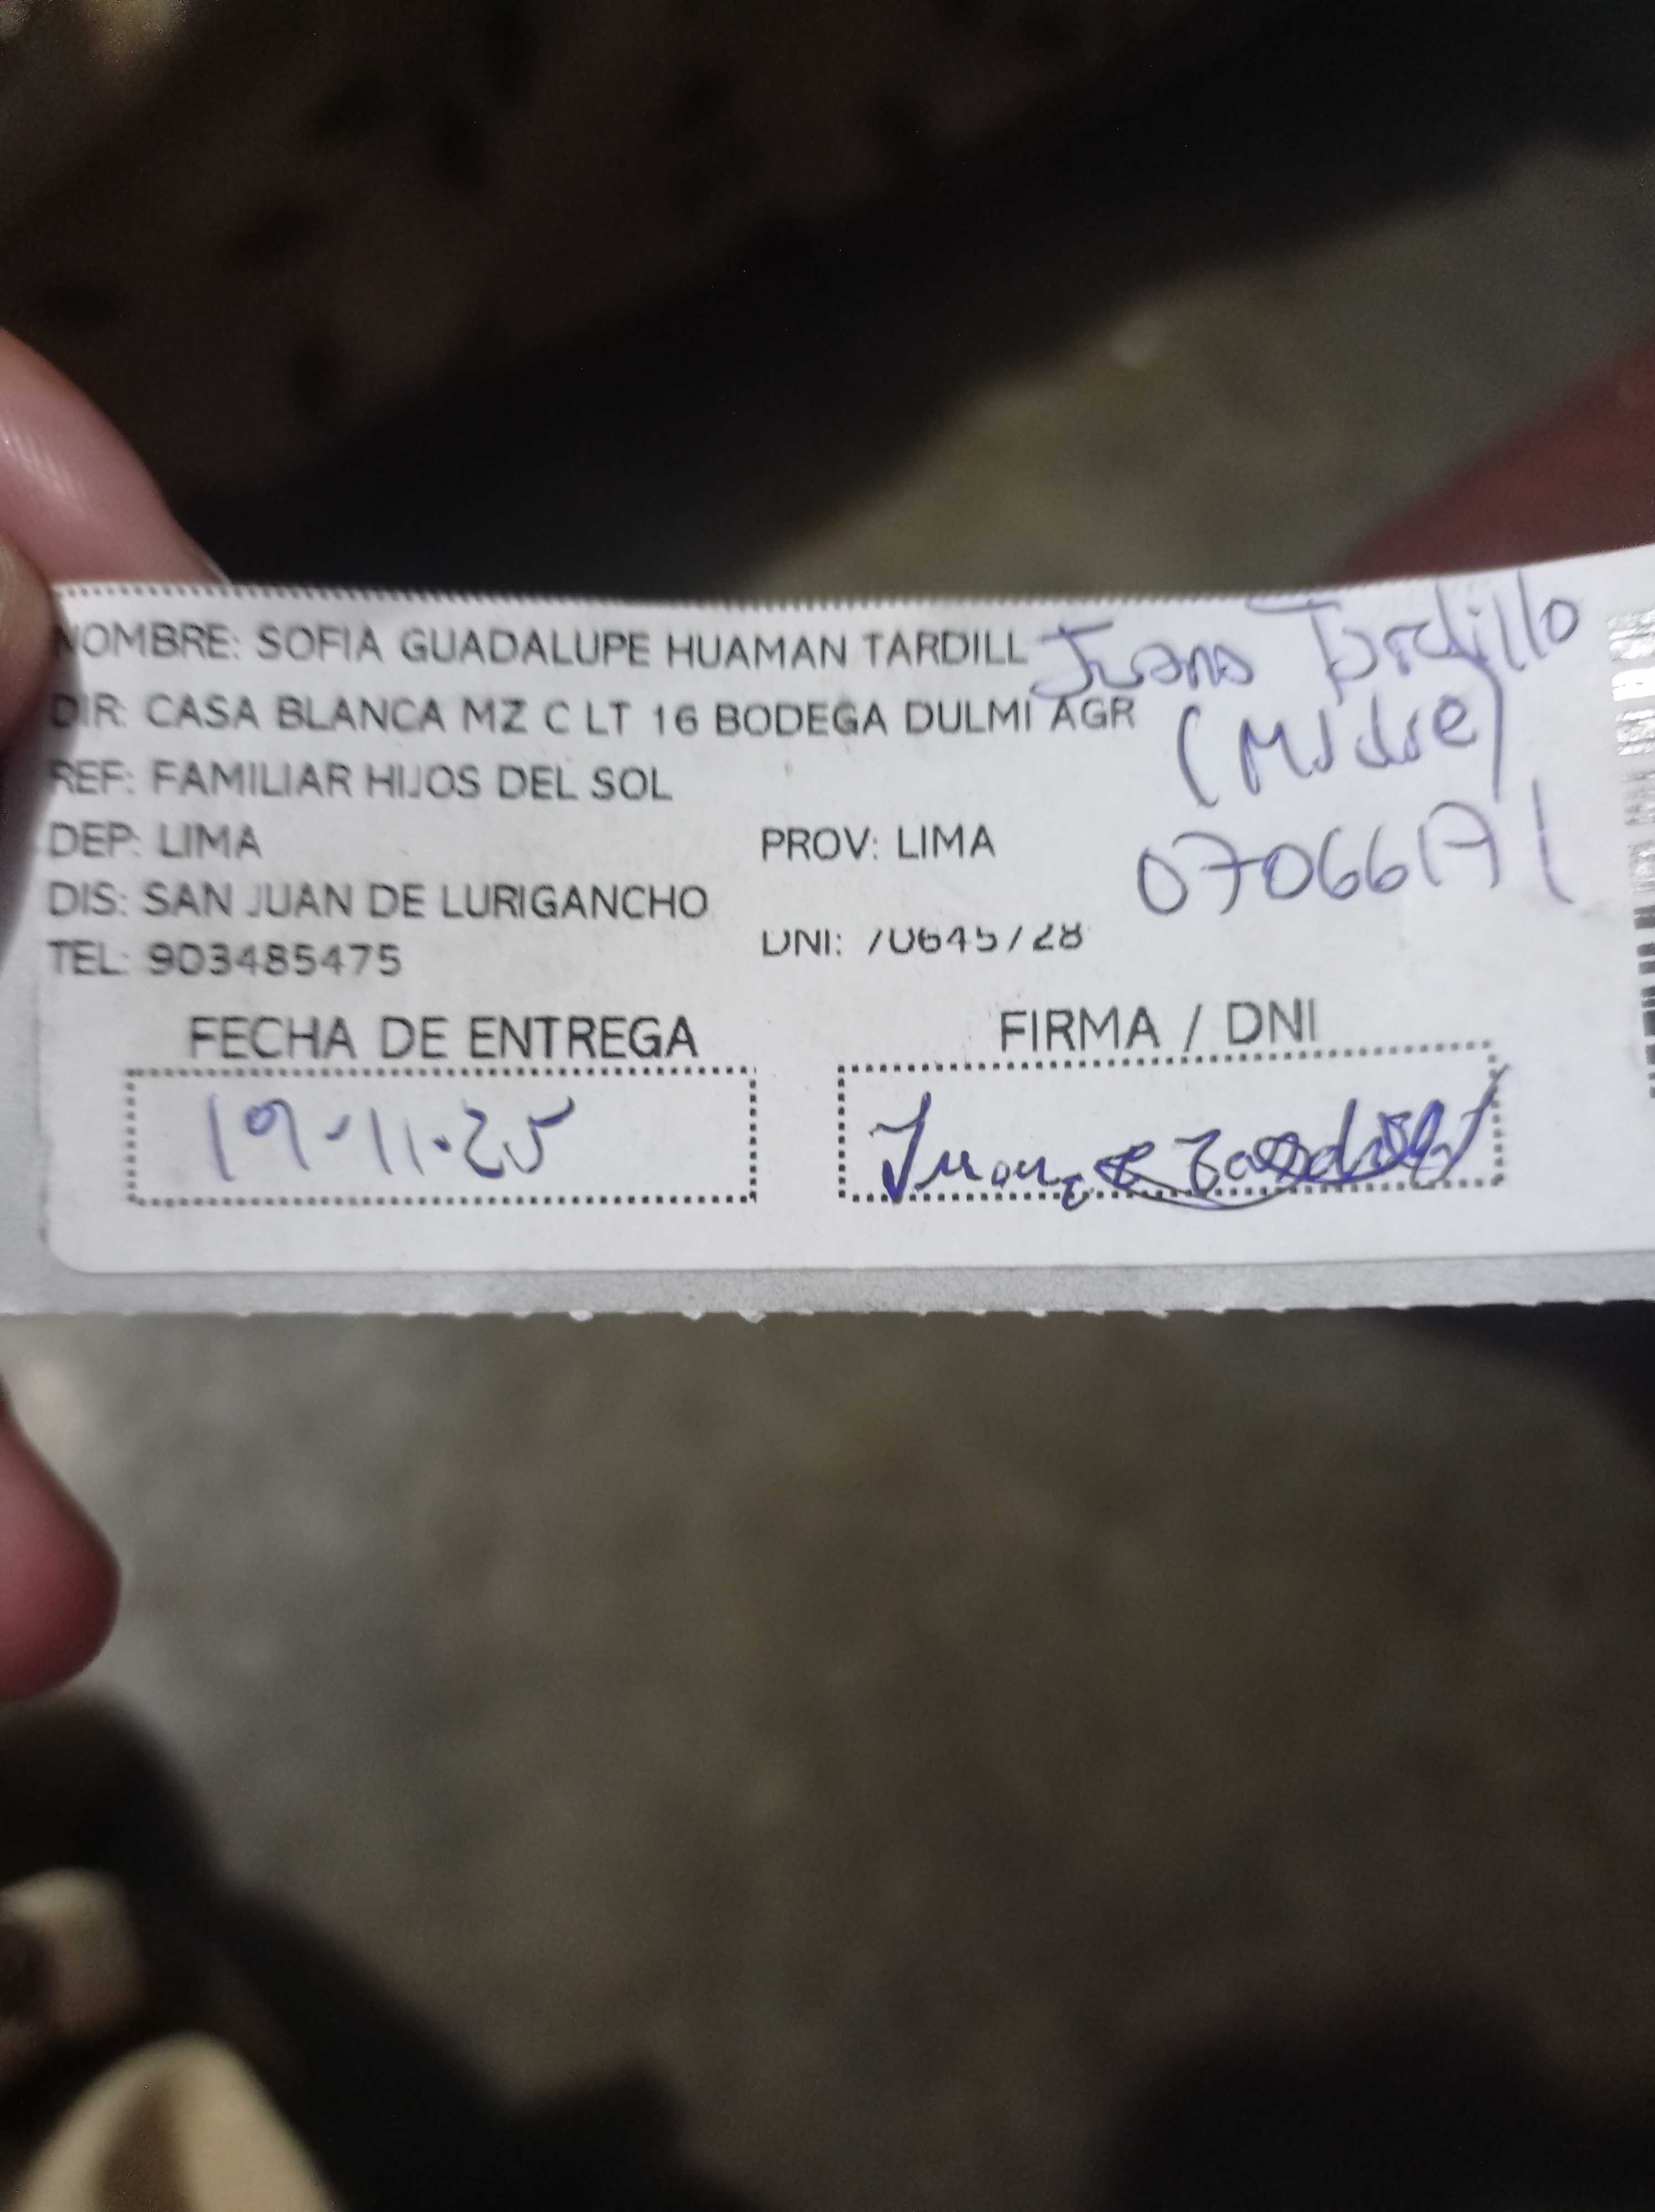 NOMBRE: SOFIA GUADALUPE HUAMAN TARDILL
Juana Tardillo
DIR: CASA BLANCA MZ C LT 16 BODEGA DULMI AGR
(Madre)
REF: FAMILIAR HIJOS DEL SOL
DEP: LIMA PROV: LIMA
DIS: SAN JUAN DE LURIGANCHO
TEL: 903485475 DNI: 70645728
FECHA DE ENTREGA FIRMA / DNI
19-11-25